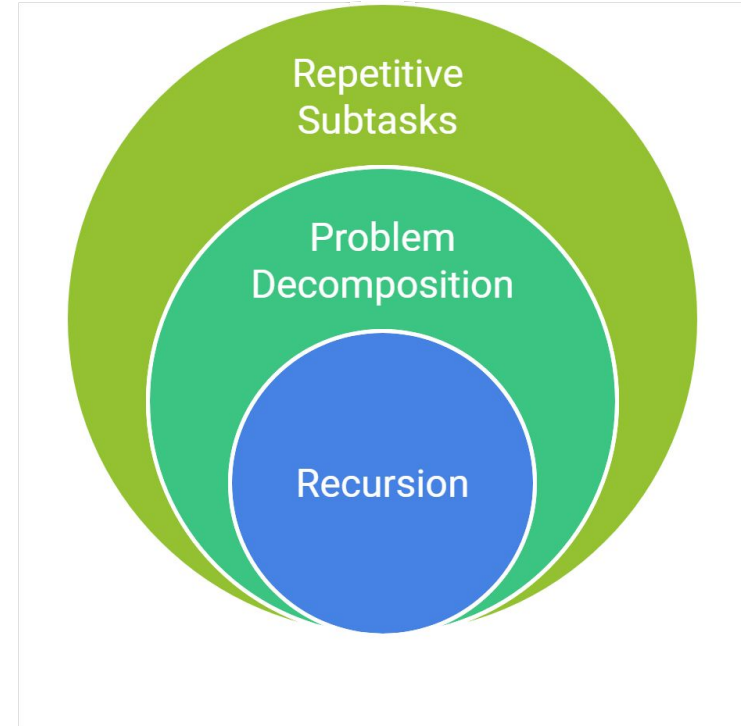 Repetitive
Subtasks
Problem
Decomposition
Recursion